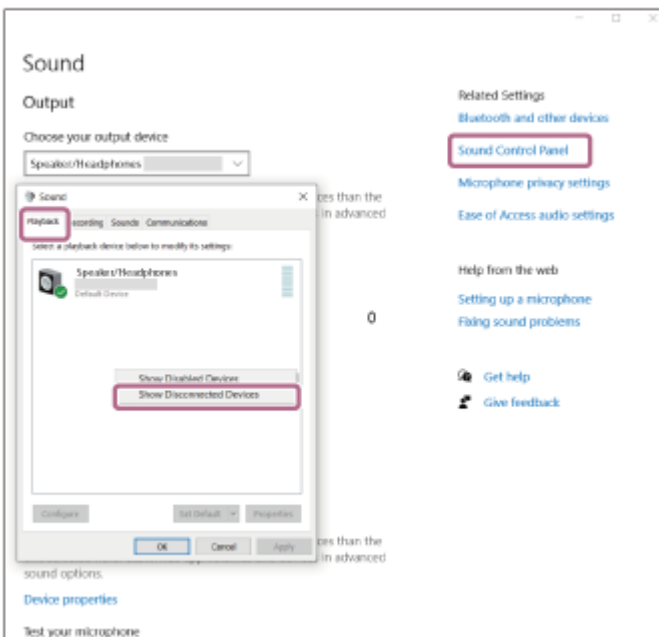 Sound
Output
Choose your output device
Speaker/Headphones
Sound
Playback Recording Sounds Communications
Select a playback device below to modify its settings:
Speakers/Headphones
Default Device
Show Disabled Devices
Show Disconnected Devices
Configure Set Default Properties
OK Cancel Apply
ces than the
in advanced
0
ces than the
in advanced
sound options.
Device properties
Test your microphone
Related Settings
Bluetooth and other devices
Sound Control Panel
Microphone privacy settings
Ease of Access audio settings
Help from the web
Setting up a microphone
Fixing sound problems
Get help
Give feedback